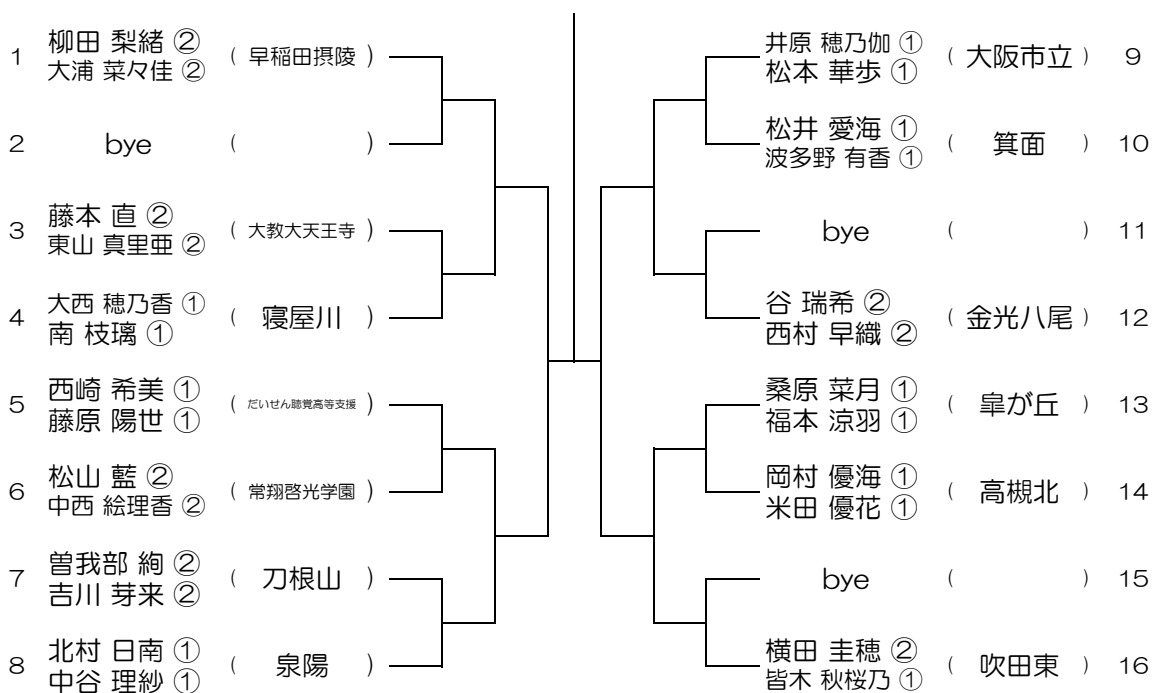 1 柳田 梨緒 ② ( 早稲田摂陵 )
大浦 菜々佳 ②
2 bye ( )
3 藤本 直 ② ( 大教大天王寺 )
東山 真里亜 ②
4 大西 穂乃香 ① ( 寝屋川 )
南 枝璃 ①
5 西崎 希美 ① ( だいせん聴覚高等支援 )
藤原 陽世 ①
6 松山 藍 ② ( 常翔啓光学園 )
中西 絵理香 ②
7 曽我部 絢 ② ( 刀根山 )
吉川 芽来 ②
8 北村 日南 ① ( 泉陽 )
中谷 理紗 ①
井原 穂乃伽 ① ( 大阪市立 ) 9
松本 華歩 ①
松井 愛海 ① ( 箕面 ) 10
波多野 有香 ①
bye ( ) 11
谷 瑞希 ② ( 金光八尾 ) 12
西村 早織 ②
桑原 菜月 ① ( 皐が丘 ) 13
福本 涼羽 ①
岡村 優海 ① ( 高槻北 ) 14
米田 優花 ①
bye ( ) 15
横田 圭穂 ② ( 吹田東 ) 16
皆木 秋桜乃 ①